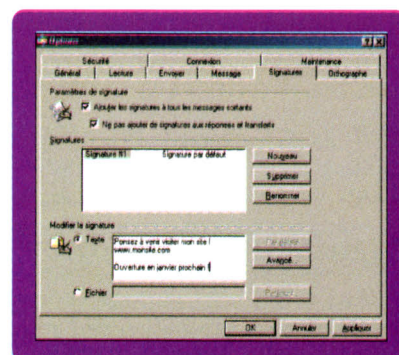 Options
Sécurité Connexion Maintenance
Général Lecture Envoyer Message Signatures Orthographe
Paramètres de signature
Ajouter les signatures à tous les messages sortants
Ne pas ajouter de signatures aux réponses et transferts
Signatures
Signature #1 Signature par défaut
Nouveau
Supprimer
Renommer
Modifier la signature
Texte
Pensez à venir visiter mon site !
www.monsite.com
Ouverture en janvier prochain !
Avancé...
Fichier
OK Annuler Appliquer